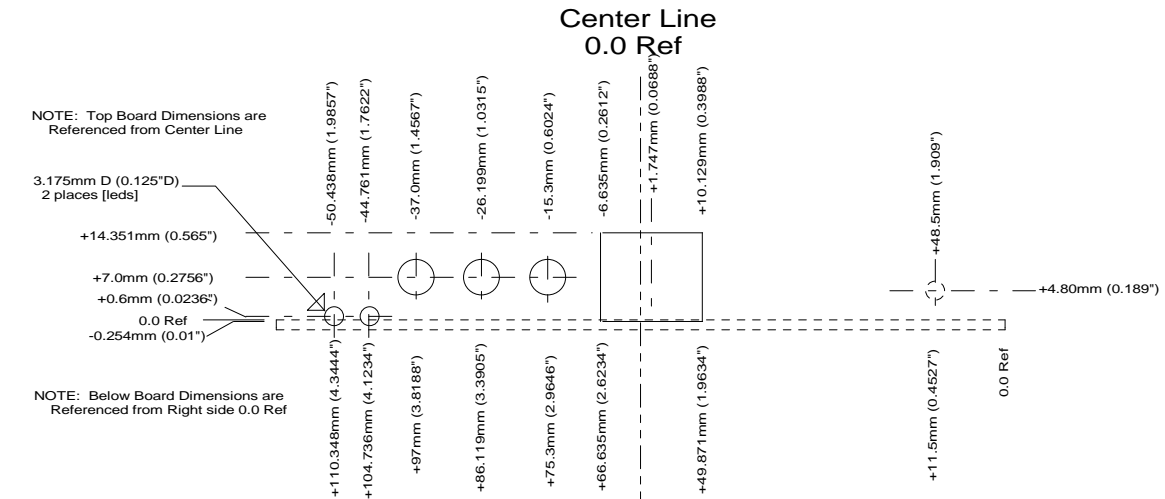 Center Line
0.0 Ref
NOTE: Top Board Dimensions are
Referenced from Center Line
3.175mm D (0.125"D)
2 places [leds]
-50.438mm (1.9857")
-44.761mm (1.7622")
-37.0mm (1.4567")
-26.199mm (1.0315")
-15.3mm (0.6024")
-6.635mm (0.2612")
+1.747mm (0.0688")
+10.129mm (0.3988")
+48.5mm (1.909")
+14.351mm (0.565")
+7.0mm (0.2756")
+0.6mm (0.0236")
0.0 Ref
-0.254mm (0.01")
+4.80mm (0.189")
NOTE: Below Board Dimensions are
Referenced from Right side 0.0 Ref
+110.348mm (4.3444")
+104.736mm (4.1234")
+97mm (3.8188")
+86.119mm (3.3905")
+75.3mm (2.9646")
+66.635mm (2.6234")
+49.871mm (1.9634")
+11.5mm (0.4527")
0.0 Ref